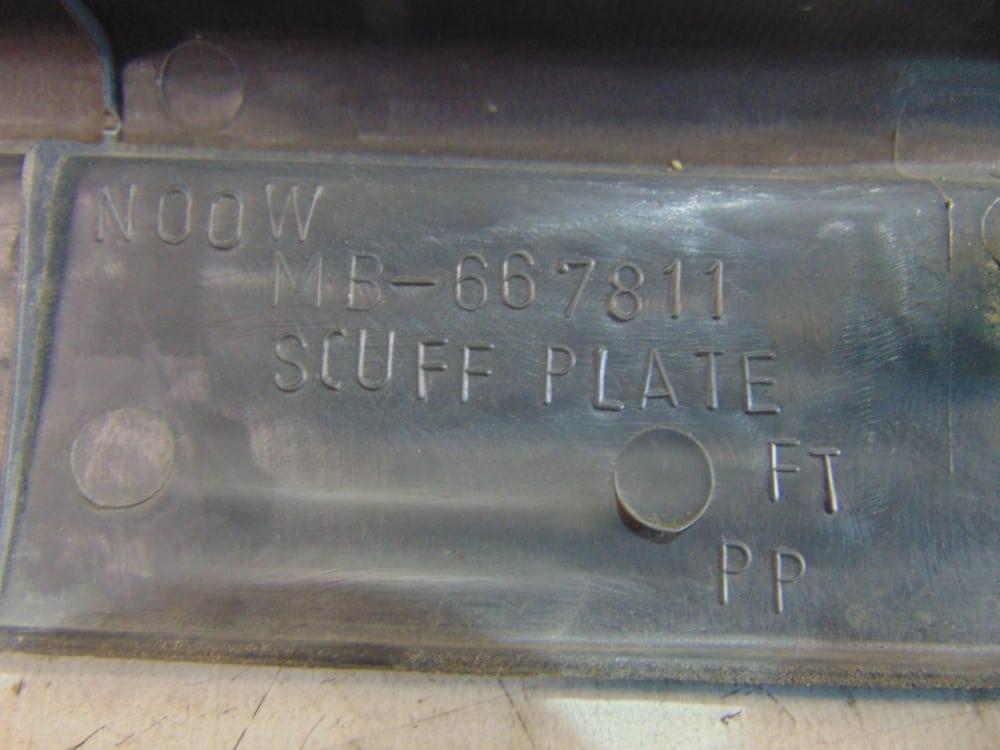 NOOW
MB-667811
SCUFF PLATE
FT
PP